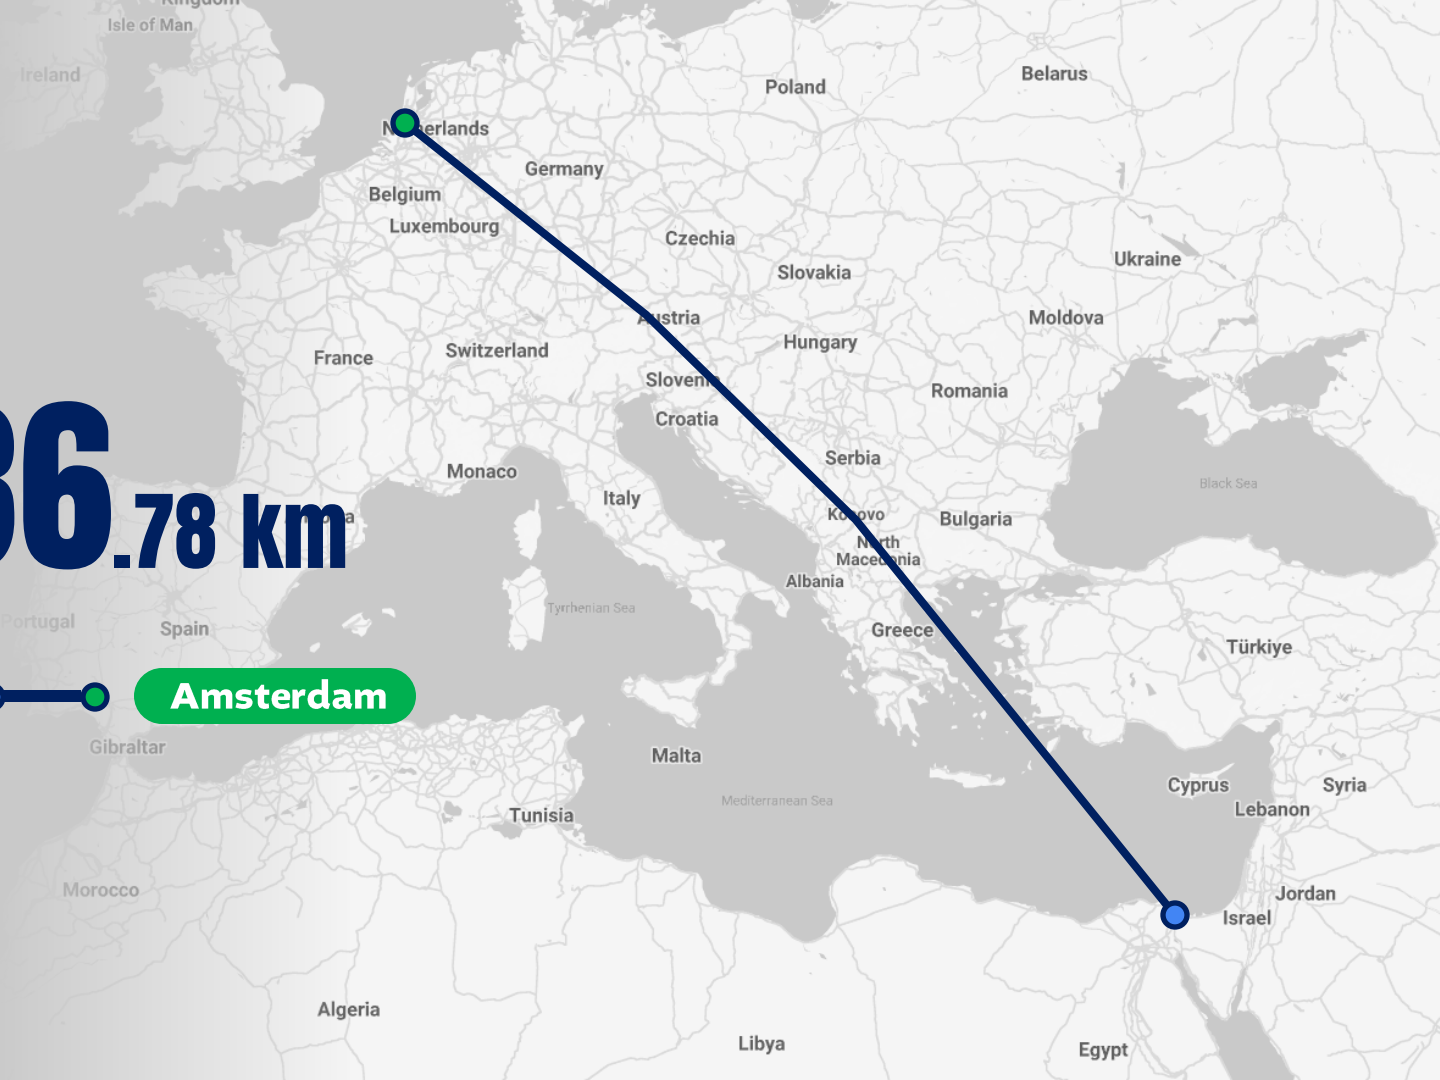 Kingdom
Isle of Man
Ireland
Poland
Belarus
Netherlands
Germany
Belgium
Luxembourg
Czechia
Ukraine
Slovakia
Austria
Moldova
Hungary
France
Switzerland
Slovenia
Romania
Croatia
Serbia
Monaco
Black Sea
Italy
36.78 km
Kosovo
Bulgaria
North
Macedonia
Albania
Tyrrhenian Sea
Portugal
Spain
Greece
Türkiye
Amsterdam
Gibraltar
Malta
Cyprus
Syria
Mediterranean Sea
Lebanon
Tunisia
Morocco
Jordan
Israel
Algeria
Libya
Egypt